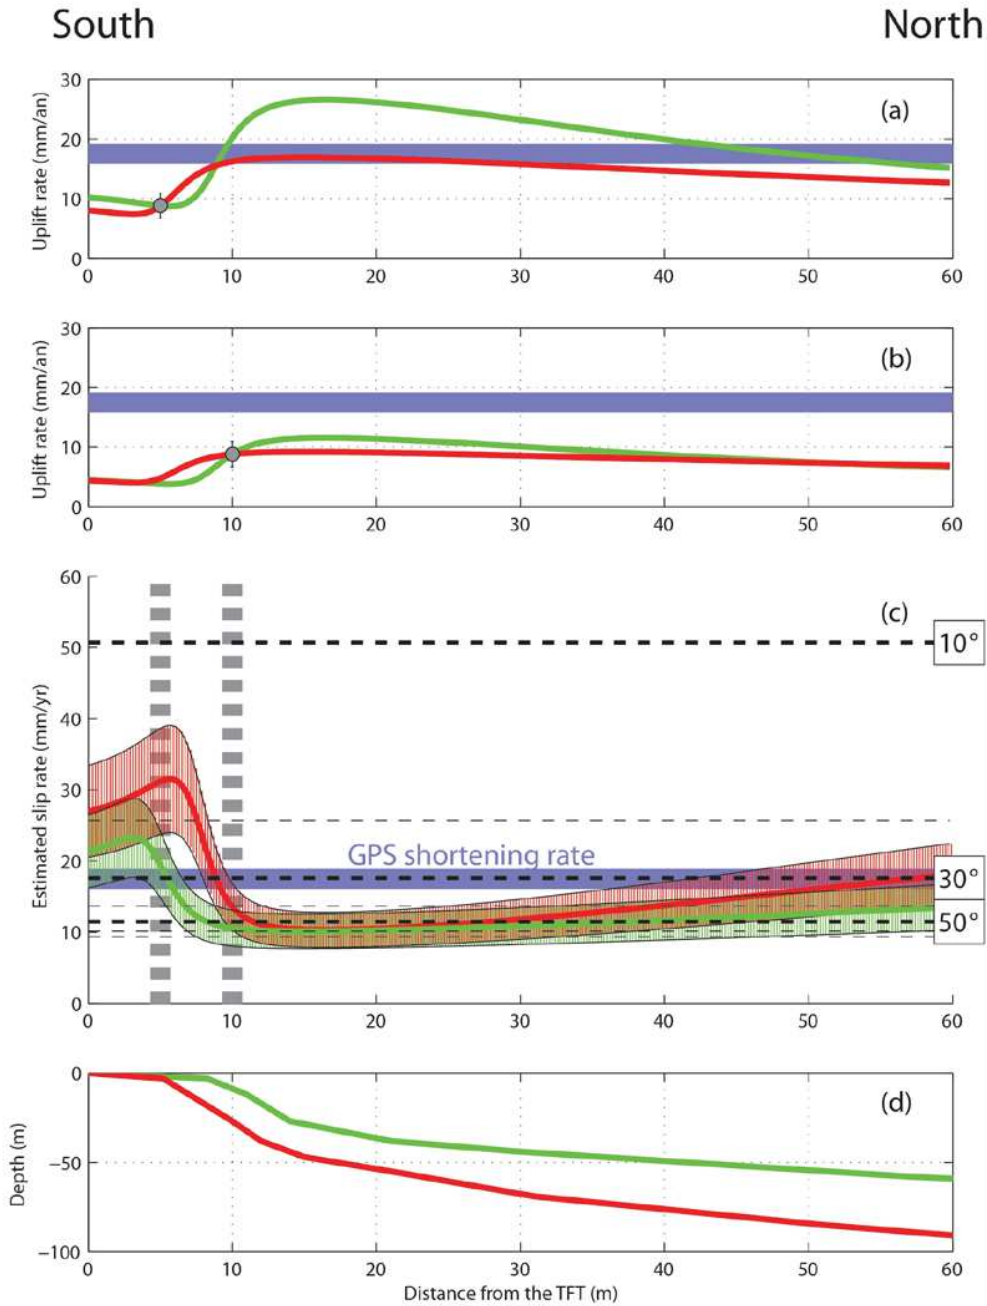 South North
30
20
10
0
Uplift rate (mm/an)
(a)
0 10 20 30 40 50 60
30
20
10
0
Uplift rate (mm/an)
(b)
0 10 20 30 40 50 60
60
50
40
30
20
10
0
Estimated slip rate (mm/yr)
(c)
10°
GPS shortening rate
30°
50°
0 10 20 30 40 50 60
0
−50
−100
Depth (m)
(d)
0 10 20 30 40 50 60
Distance from the TFT (m)